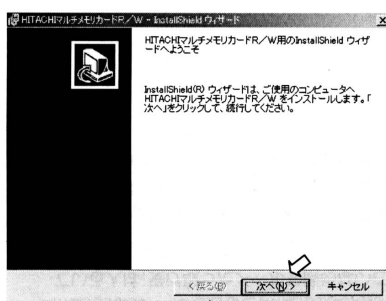 HITACHIマルチメモリカードR／W - InstallShield ウィザード
HITACHIマルチメモリカードR／W用のInstallShield ウィザ
ードへようこそ
InstallShield(R) ウィザードは、ご使用のコンピュータへ
HITACHIマルチメモリカードR／W をインストールします。「
次へ」をクリックして、続行してください。
< 戻る(B)
次へ(N) >
キャンセル